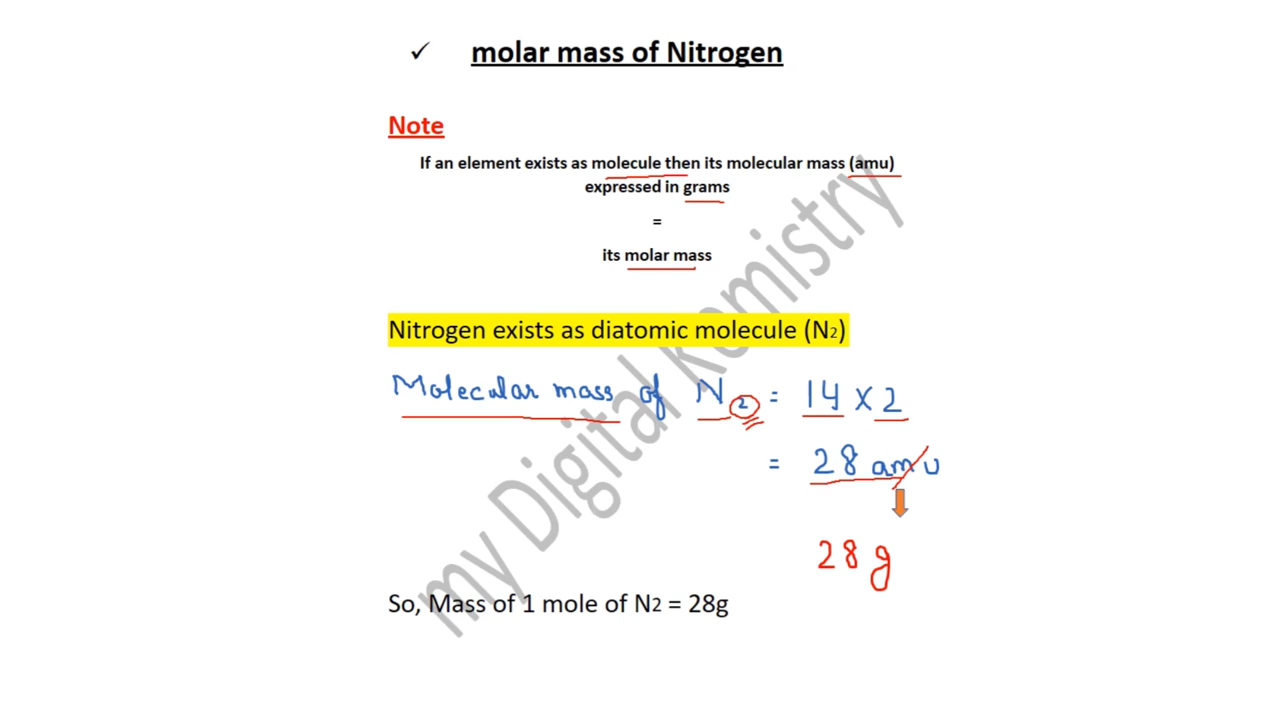 ✓ molar mass of Nitrogen
Note
If an element exists as molecule then its molecular mass (amu)
expressed in grams
=
its molar mass
Nitrogen exists as diatomic molecule (N2)
Molecular mass of N2 = 14 x 2
= 28 amu
28 g
So, Mass of 1 mole of N2 = 28g
my Digital Kemistry